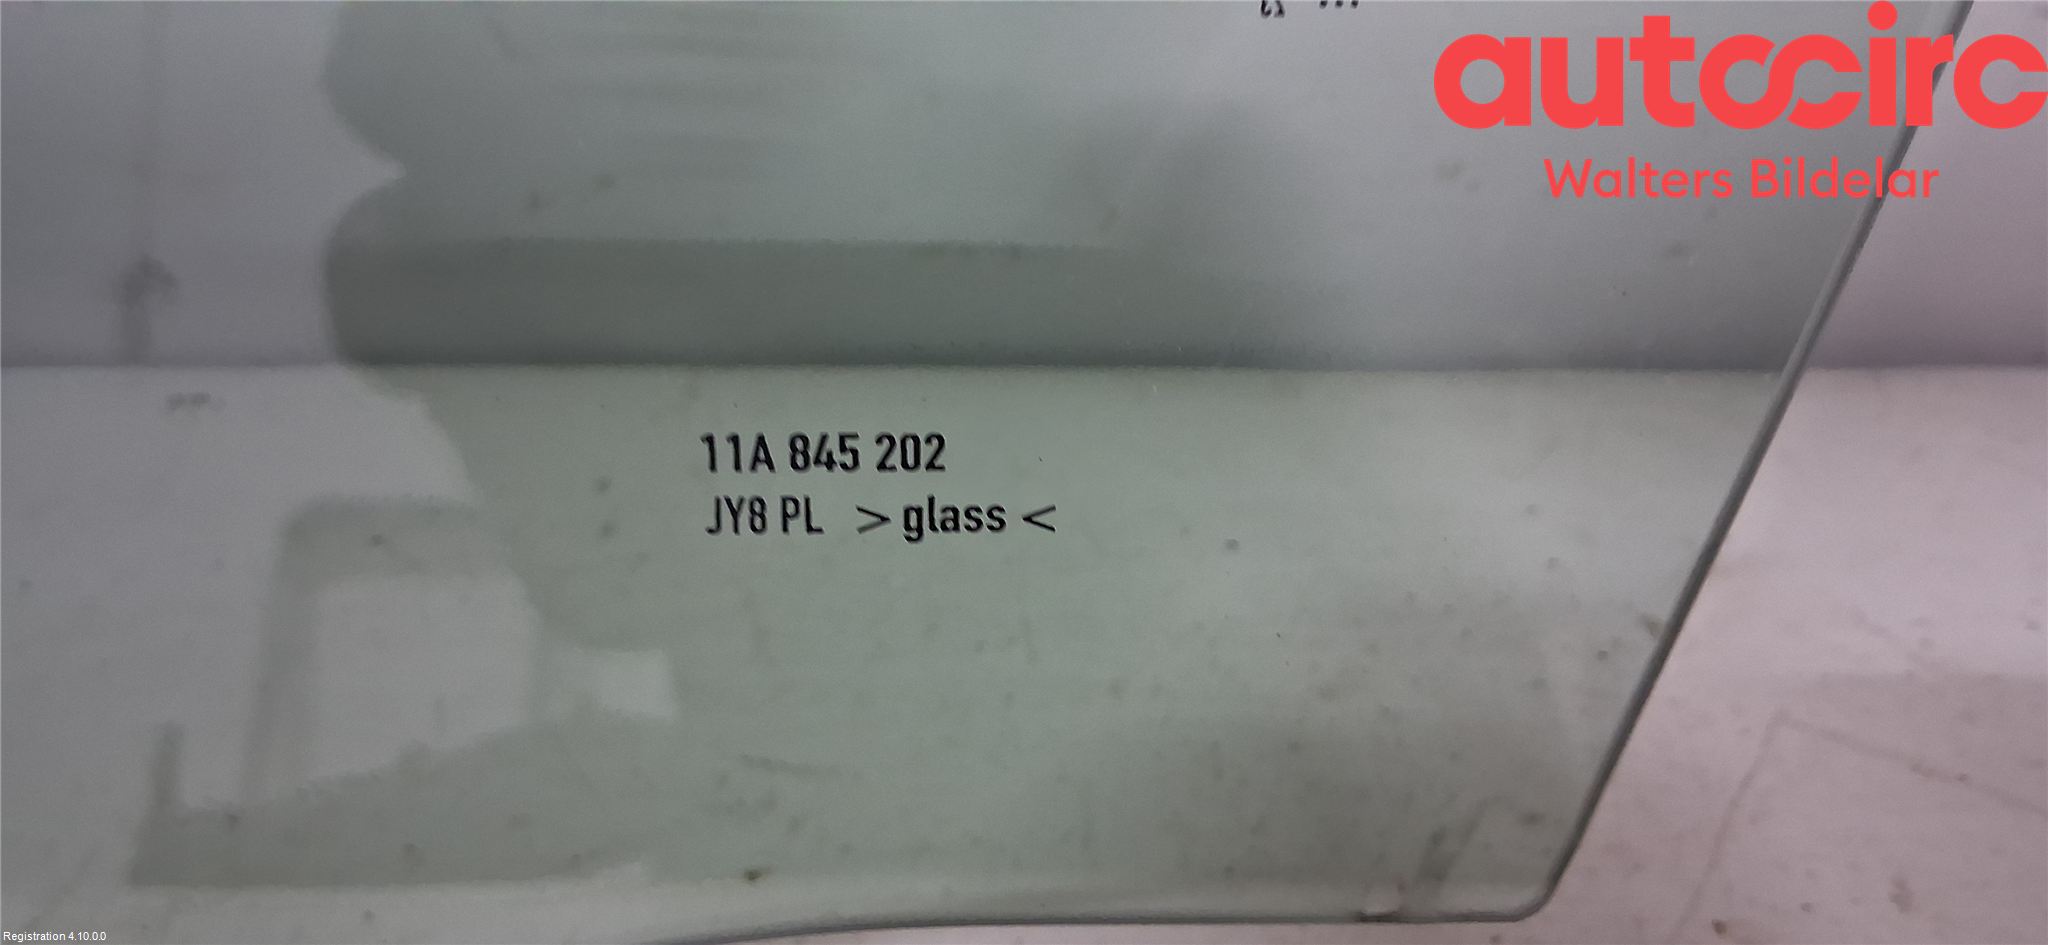 autocirc
Walters Bildelar
11A 845 202
JY8 PL >glass<
Registration 4.10.0.0